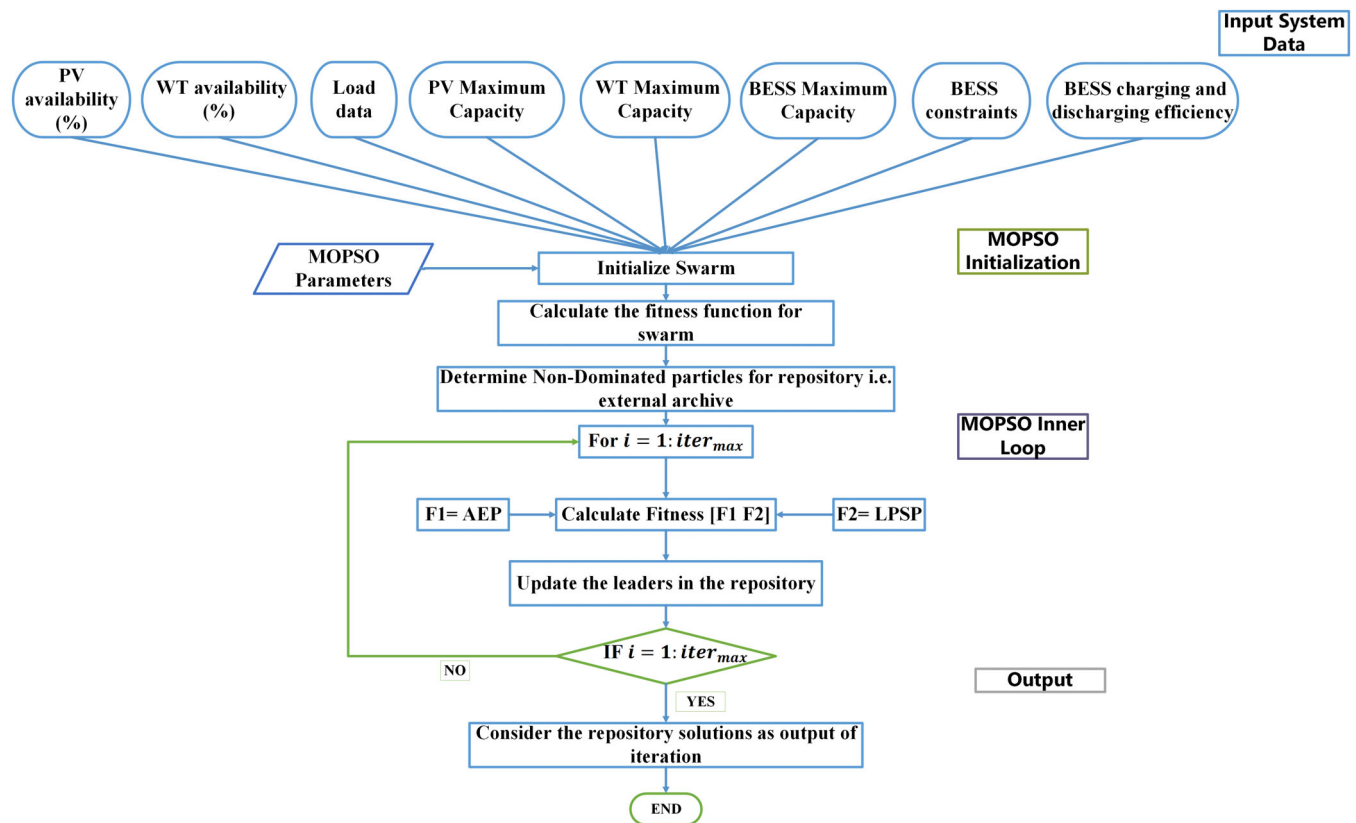 Input System
Data
PV
availability
(%)
WT availability
(%)
Load
data
PV Maximum
Capacity
WT Maximum
Capacity
BESS Maximum
Capacity
BESS
constraints
BESS charging and
discharging efficiency
MOPSO
Parameters
Initialize Swarm
MOPSO
Initialization
Calculate the fitness function for
swarm
Determine Non-Dominated particles for repository i.e.
external archive
For i = 1: iter_max
MOPSO Inner
Loop
F1= AEP
Calculate Fitness [F1 F2]
F2= LPSP
Update the leaders in the repository
IF i = 1: iter_max
NO
YES
Output
Consider the repository solutions as output of
iteration
END